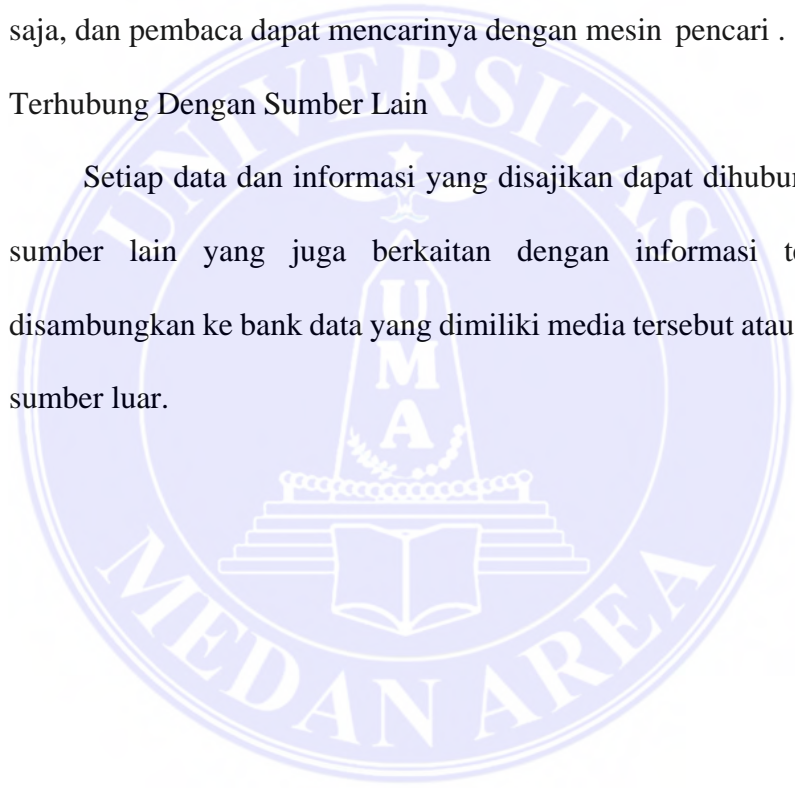 saja, dan pembaca dapat mencarinya dengan mesin pencari .
Terhubung Dengan Sumber Lain
Setiap data dan informasi yang disajikan dapat
sumber lain yang juga berkaitan dengan informasi
disambungkan ke bank data yang dimiliki media tersebut atau
sumber luar.
UNIVERSITAS
UMA
MEDAN AREA